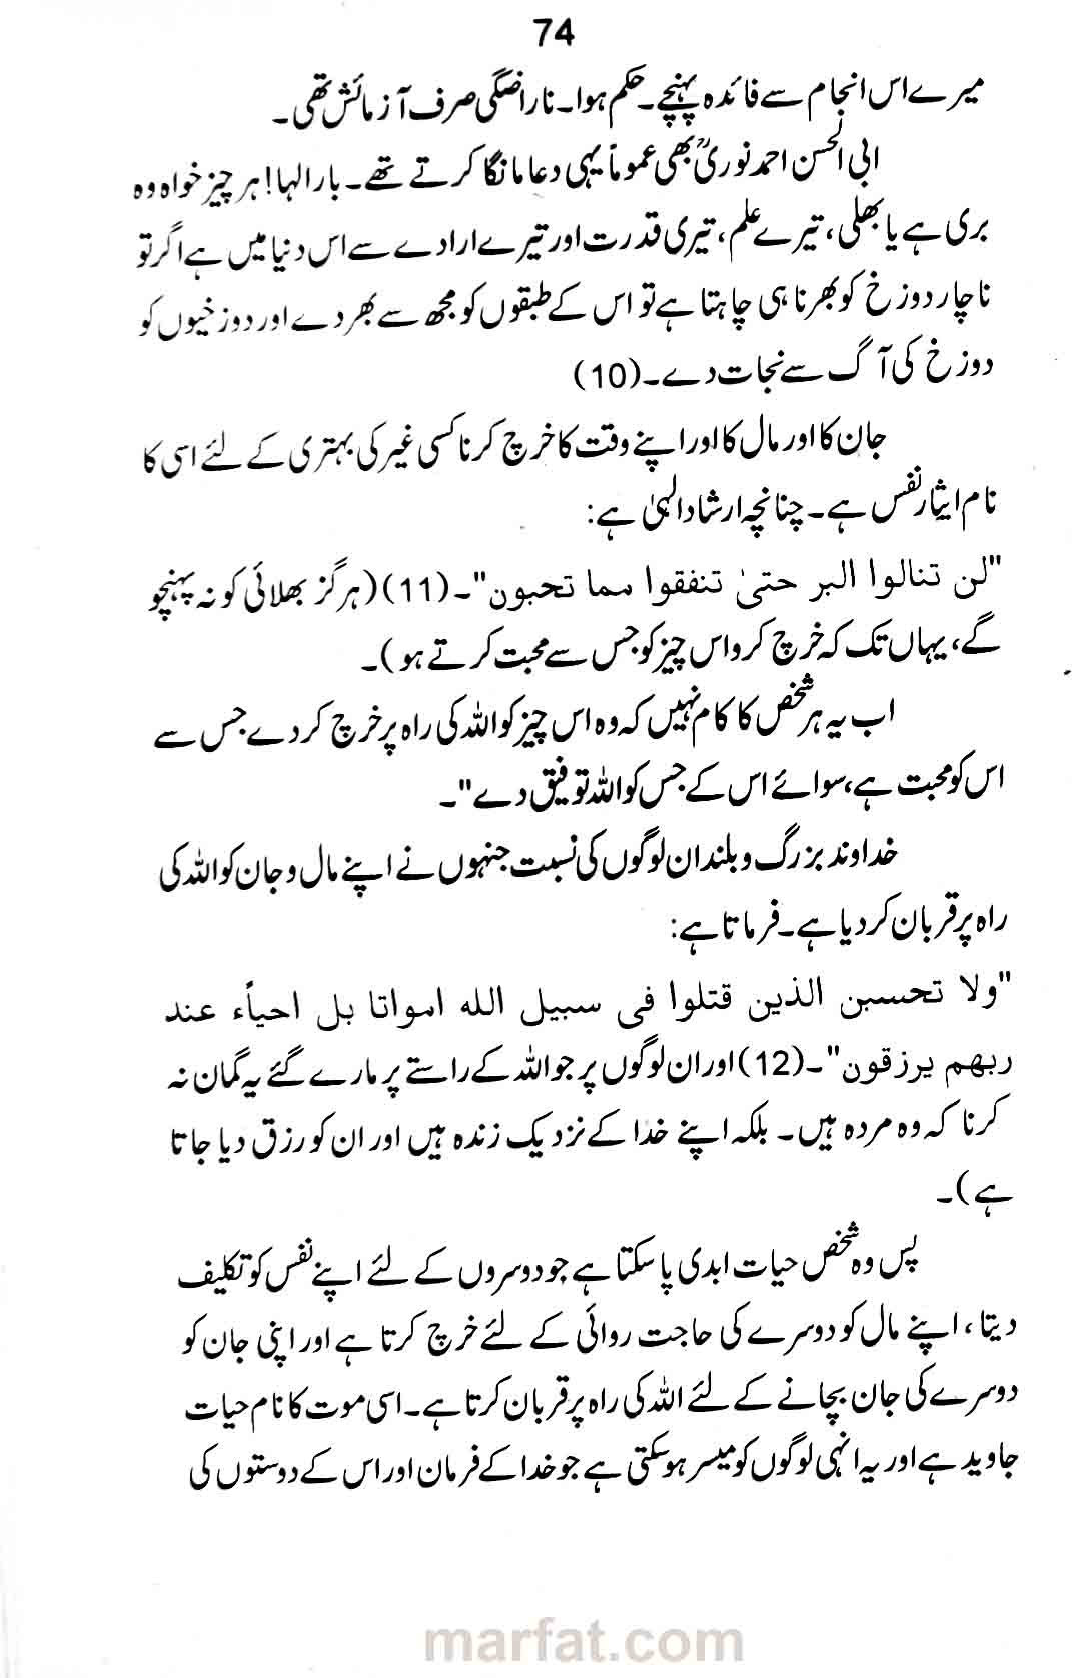 74
میرے اس انجام سے فائدہ پہنچے۔ حکم ہوا۔ ناراضگی صرف آزمائش تھی۔
ابی الحسن احمد نوریؒ بھی عموماً یہی دعا مانگا کرتے تھے۔ بارالہا! ہر چیز خواہ وہ
بری ہے یا بھلی، تیرے علم، تیری قدرت اور تیرے ارادے سے اس دنیا میں ہے اگر تو
ناچار دوزخ کو بھرنا ہی چاہتا ہے تو اس کے طبقوں کو مجھ سے بھر دے اور دوزخیوں کو
دوزخ کی آگ سے نجات دے۔ (10)
جان کا اور مال کا اور اپنے وقت کا خرچ کرنا کسی غیر کی بہتری کے لئے اسی کا
نام ایثار نفس ہے۔ چنانچہ ارشاد الہیٰ ہے:
"لن تنالوا البر حتیٰ تنفقوا مما تحبون"۔ (11) (ہرگز بھلائی کو نہ پہنچو
گے، یہاں تک کہ خرچ کرو اس چیز کو جس سے محبت کرتے ہو)۔
اب یہ ہر شخص کا کام نہیں کہ وہ اس چیز کو اللہ کی راہ پر خرچ کر دے جس سے
اس کو محبت ہے، سوائے اس کے جس کو اللہ توفیق دے"۔
خداوند بزرگ و بلند ان لوگوں کی نسبت جنہوں نے اپنے مال و جان کو اللہ کی
راہ پر قربان کر دیا ہے۔ فرماتا ہے:
"ولا تحسبن الذین قتلوا فی سبیل اللہ امواتا بل احیاًء عند
ربھم یرزقون"۔ (12) اور ان لوگوں پر جو اللہ کے راستے پر مارے گئے یہ گمان نہ
کرنا کہ وہ مردہ ہیں۔ بلکہ اپنے خدا کے نزدیک زندہ ہیں اور ان کو رزق دیا جاتا
ہے)۔
پس وہ شخص حیات ابدی پا سکتا ہے جو دوسروں کے لئے اپنے نفس کو تکلیف
دیتا، اپنے مال کو دوسرے کی حاجت روائی کے لئے خرچ کرتا ہے اور اپنی جان کو
دوسرے کی جان بچانے کے لئے اللہ کی راہ پر قربان کرتا ہے۔ اسی موت کا نام حیات
جاوید ہے اور یہ انہی لوگوں کو میسر ہو سکتی ہے جو خدا کے فرمان اور اس کے دوستوں کی
marfat.com